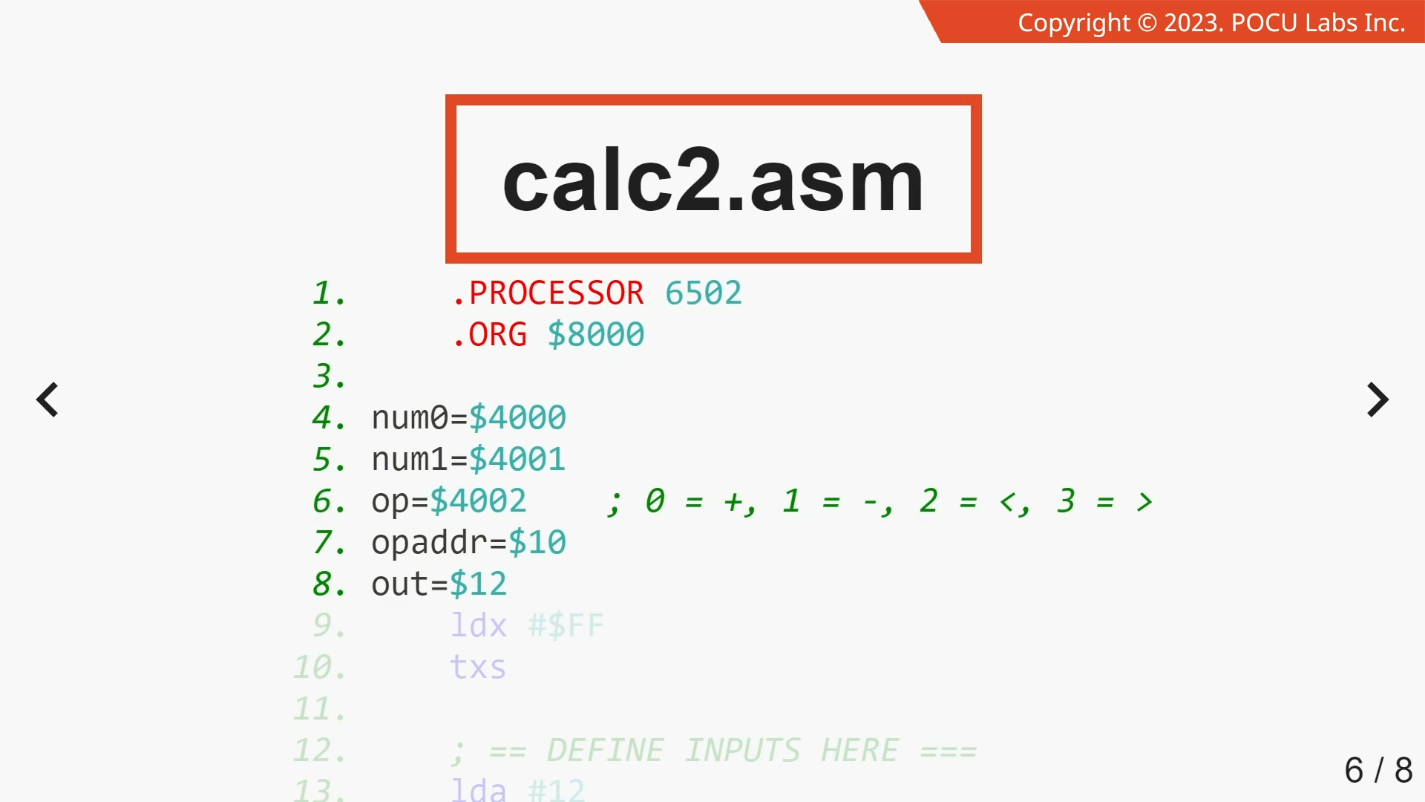 Copyright © 2023. POCU Labs Inc.
calc2.asm
1. .PROCESSOR 6502
2. .ORG $8000
3.
4. num0=$4000
5. num1=$4001
6. op=$4002 ; 0 = +, 1 = -, 2 = <, 3 = >
7. opaddr=$10
8. out=$12
9. ldx #$FF
10. txs
11.
12. ; == DEFINE INPUTS HERE ===
13. lda #12
6 / 8